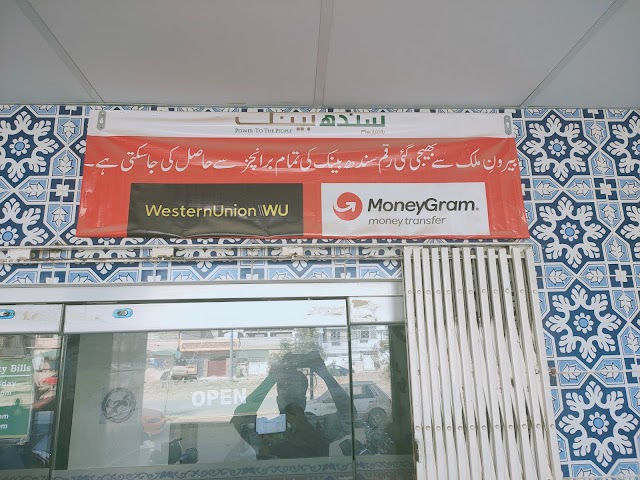 سندھ بینک
POWER TO THE PEOPLE
بیرون ملک سے بھیجی گئی رقم سندھ بینک کی تمام برانچز سے حاصل کی جاسکتی ہے۔
WesternUnion WU
MoneyGram®
money transfer
OPEN
Bills